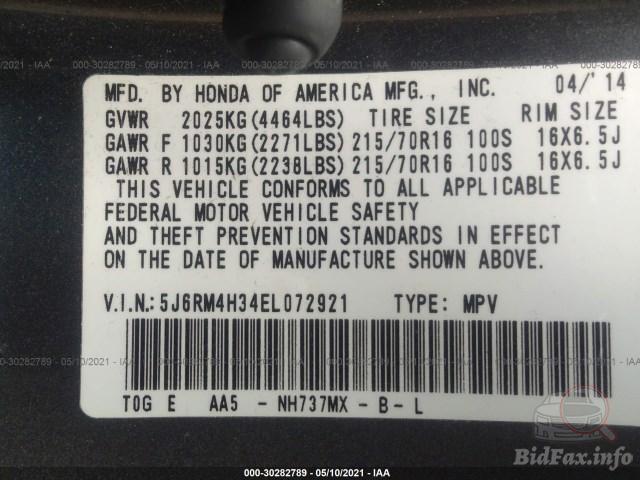 000-30282789 - 05/10/2021 - IAA
MFD. BY HONDA OF AMERICA MFG., INC. 04/'14
GVWR 2025KG(4464LBS) TIRE SIZE RIM SIZE
GAWR F 1030KG(2271LBS) 215/70R16 100S 16X6.5J
GAWR R 1015KG(2238LBS) 215/70R16 100S 16X6.5J
THIS VEHICLE CONFORMS TO ALL APPLICABLE
FEDERAL MOTOR VEHICLE SAFETY
AND THEFT PREVENTION STANDARDS IN EFFECT
ON THE DATE OF MANUFACTURE SHOWN ABOVE.
V.I.N.: 5J6RM4H34EL072921 TYPE: MPV
T0G E AA5 - NH737MX - B - L
BidFax.info
000-30282789 - 05/10/2021 - IAA